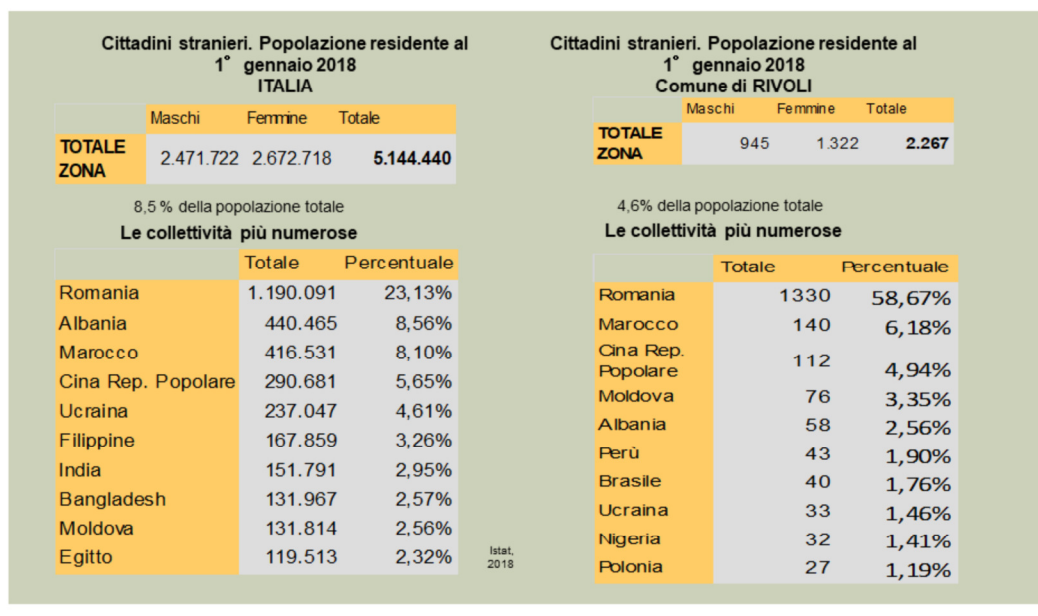 Cittadini stranieri. Popolazione residente al
1° gennaio 2018
ITALIA
Maschi Femmine Totale
TOTALE
ZONA 2.471.722 2.672.718 5.144.440
8,5 % della popolazione totale
Le collettività più numerose
Totale Percentuale
Romania 1.190.091 23,13%
Albania 440.465 8,56%
Marocco 416.531 8,10%
Cina Rep. Popolare 290.681 5,65%
Ucraina 237.047 4,61%
Filippine 167.859 3,26%
India 151.791 2,95%
Bangladesh 131.967 2,57%
Moldova 131.814 2,56%
Egitto 119.513 2,32%
Istat,
2018
Cittadini stranieri. Popolazione residente al
1° gennaio 2018
Comune di RIVOLI
Maschi Femmine Totale
TOTALE
ZONA 945 1.322 2.267
4,6% della popolazione totale
Le collettività più numerose
Totale Percentuale
Romania 1330 58,67%
Marocco 140 6,18%
Cina Rep.
Popolare 112 4,94%
Moldova 76 3,35%
Albania 58 2,56%
Perù 43 1,90%
Brasile 40 1,76%
Ucraina 33 1,46%
Nigeria 32 1,41%
Polonia 27 1,19%